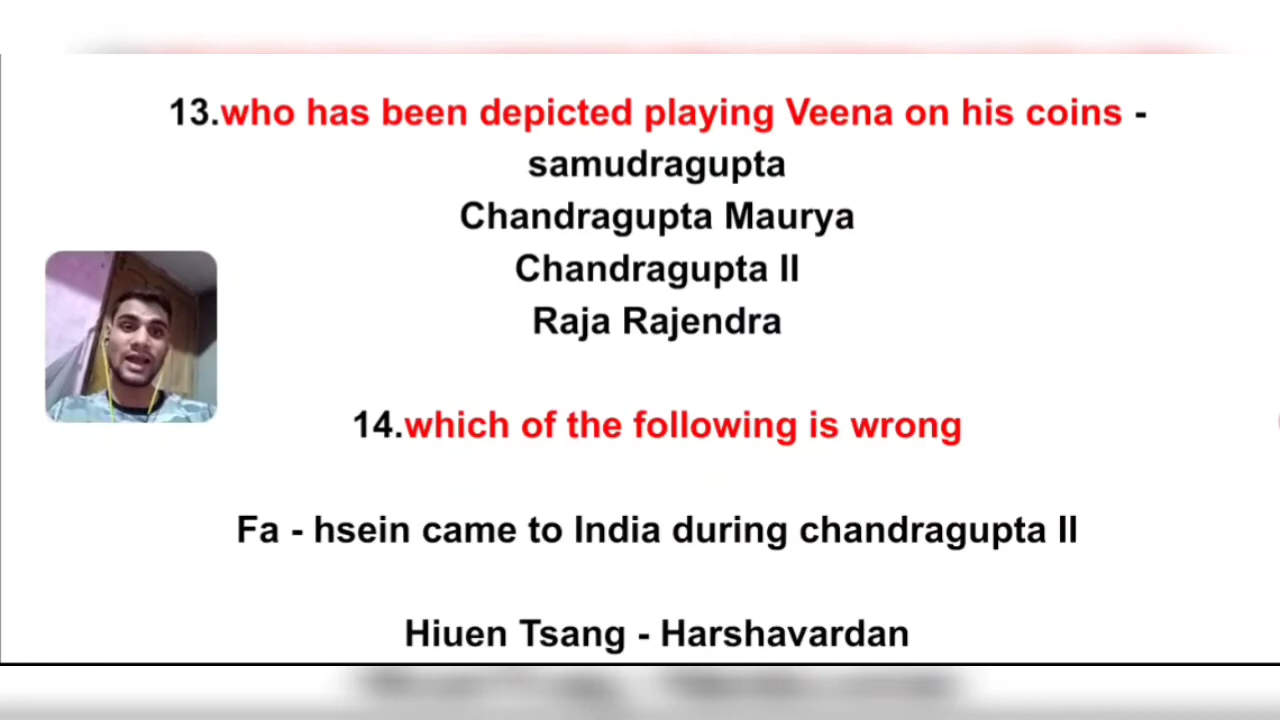 13.who has been depicted playing Veena on his coins -
samudragupta
Chandragupta Maurya
Chandragupta II
Raja Rajendra
14.which of the following is wrong
Fa - hsein came to India during chandragupta II
Hiuen Tsang - Harshavardan